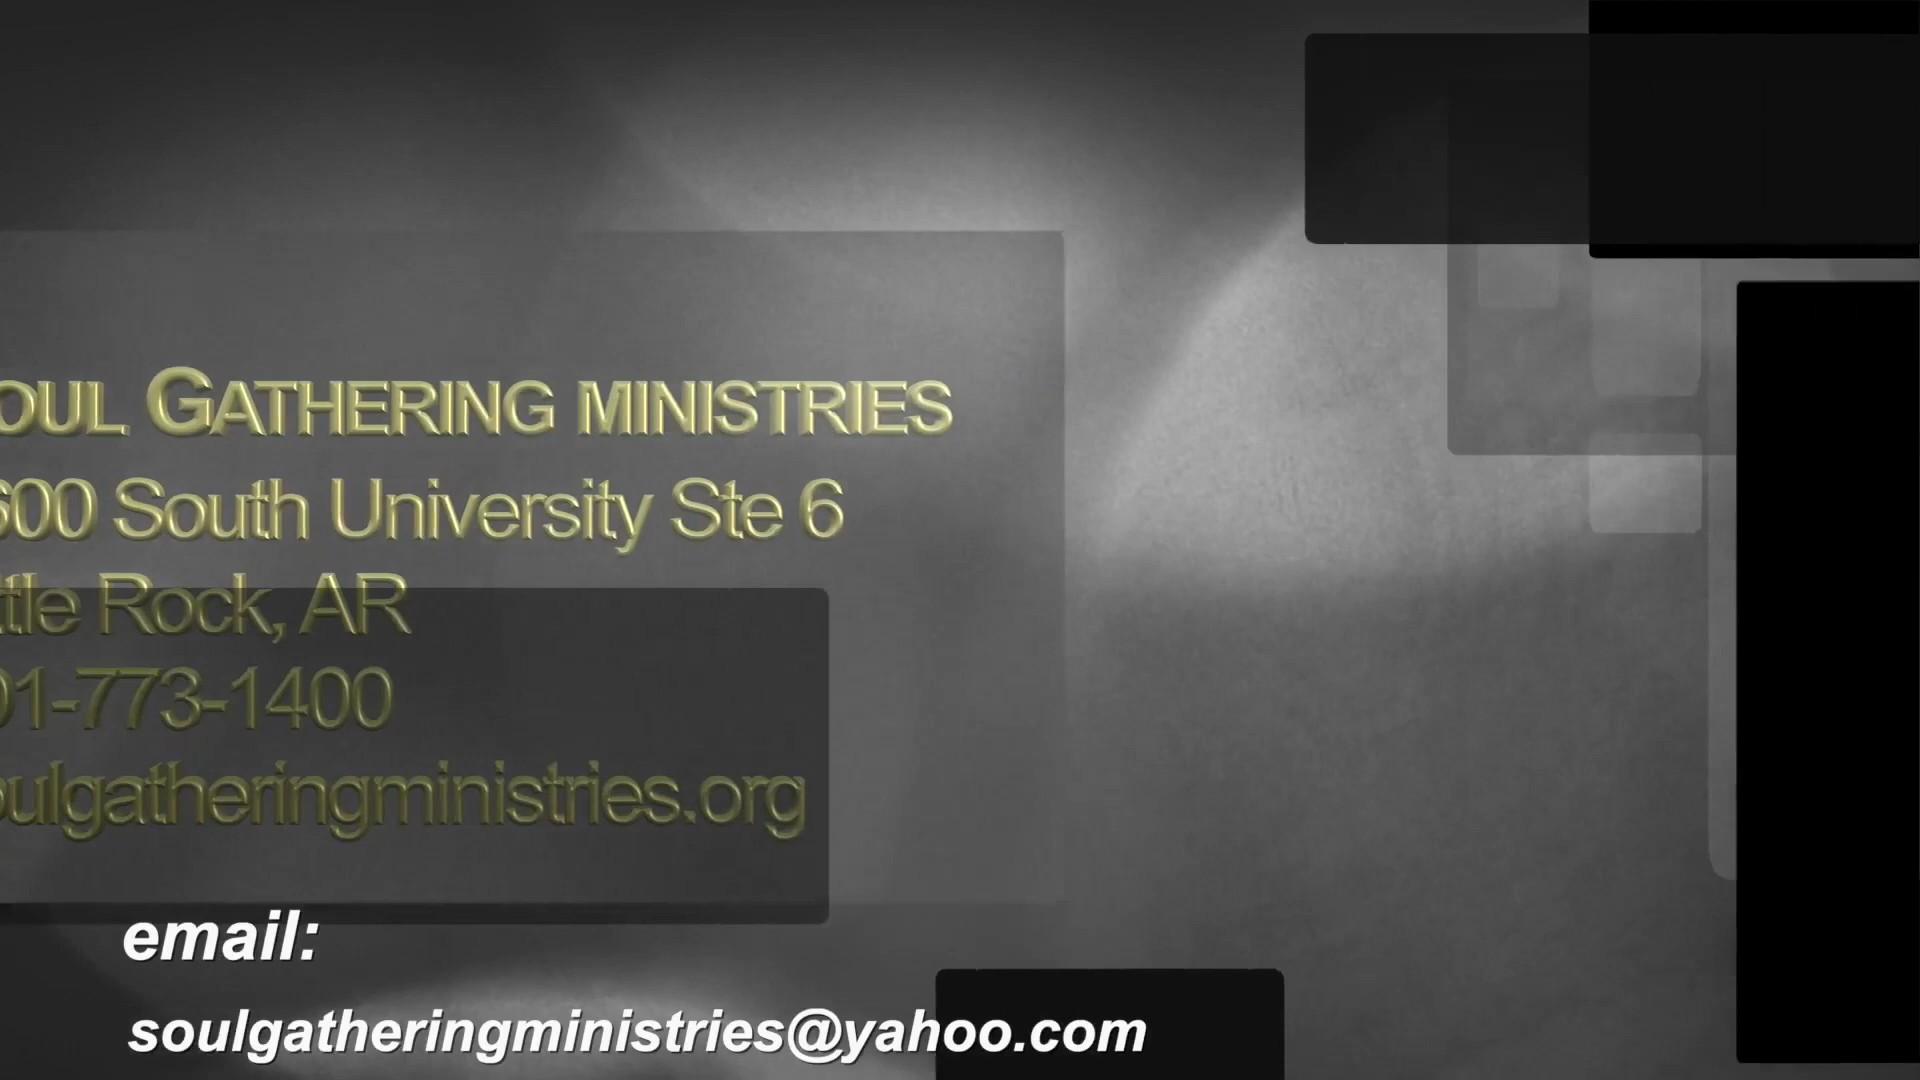 OUL GATHERING MINISTRIES
600 South University Ste 6
ttle Rock, AR
01-773-1400
oulgatheringministries.org
email:
soulgatheringministries@yahoo.com